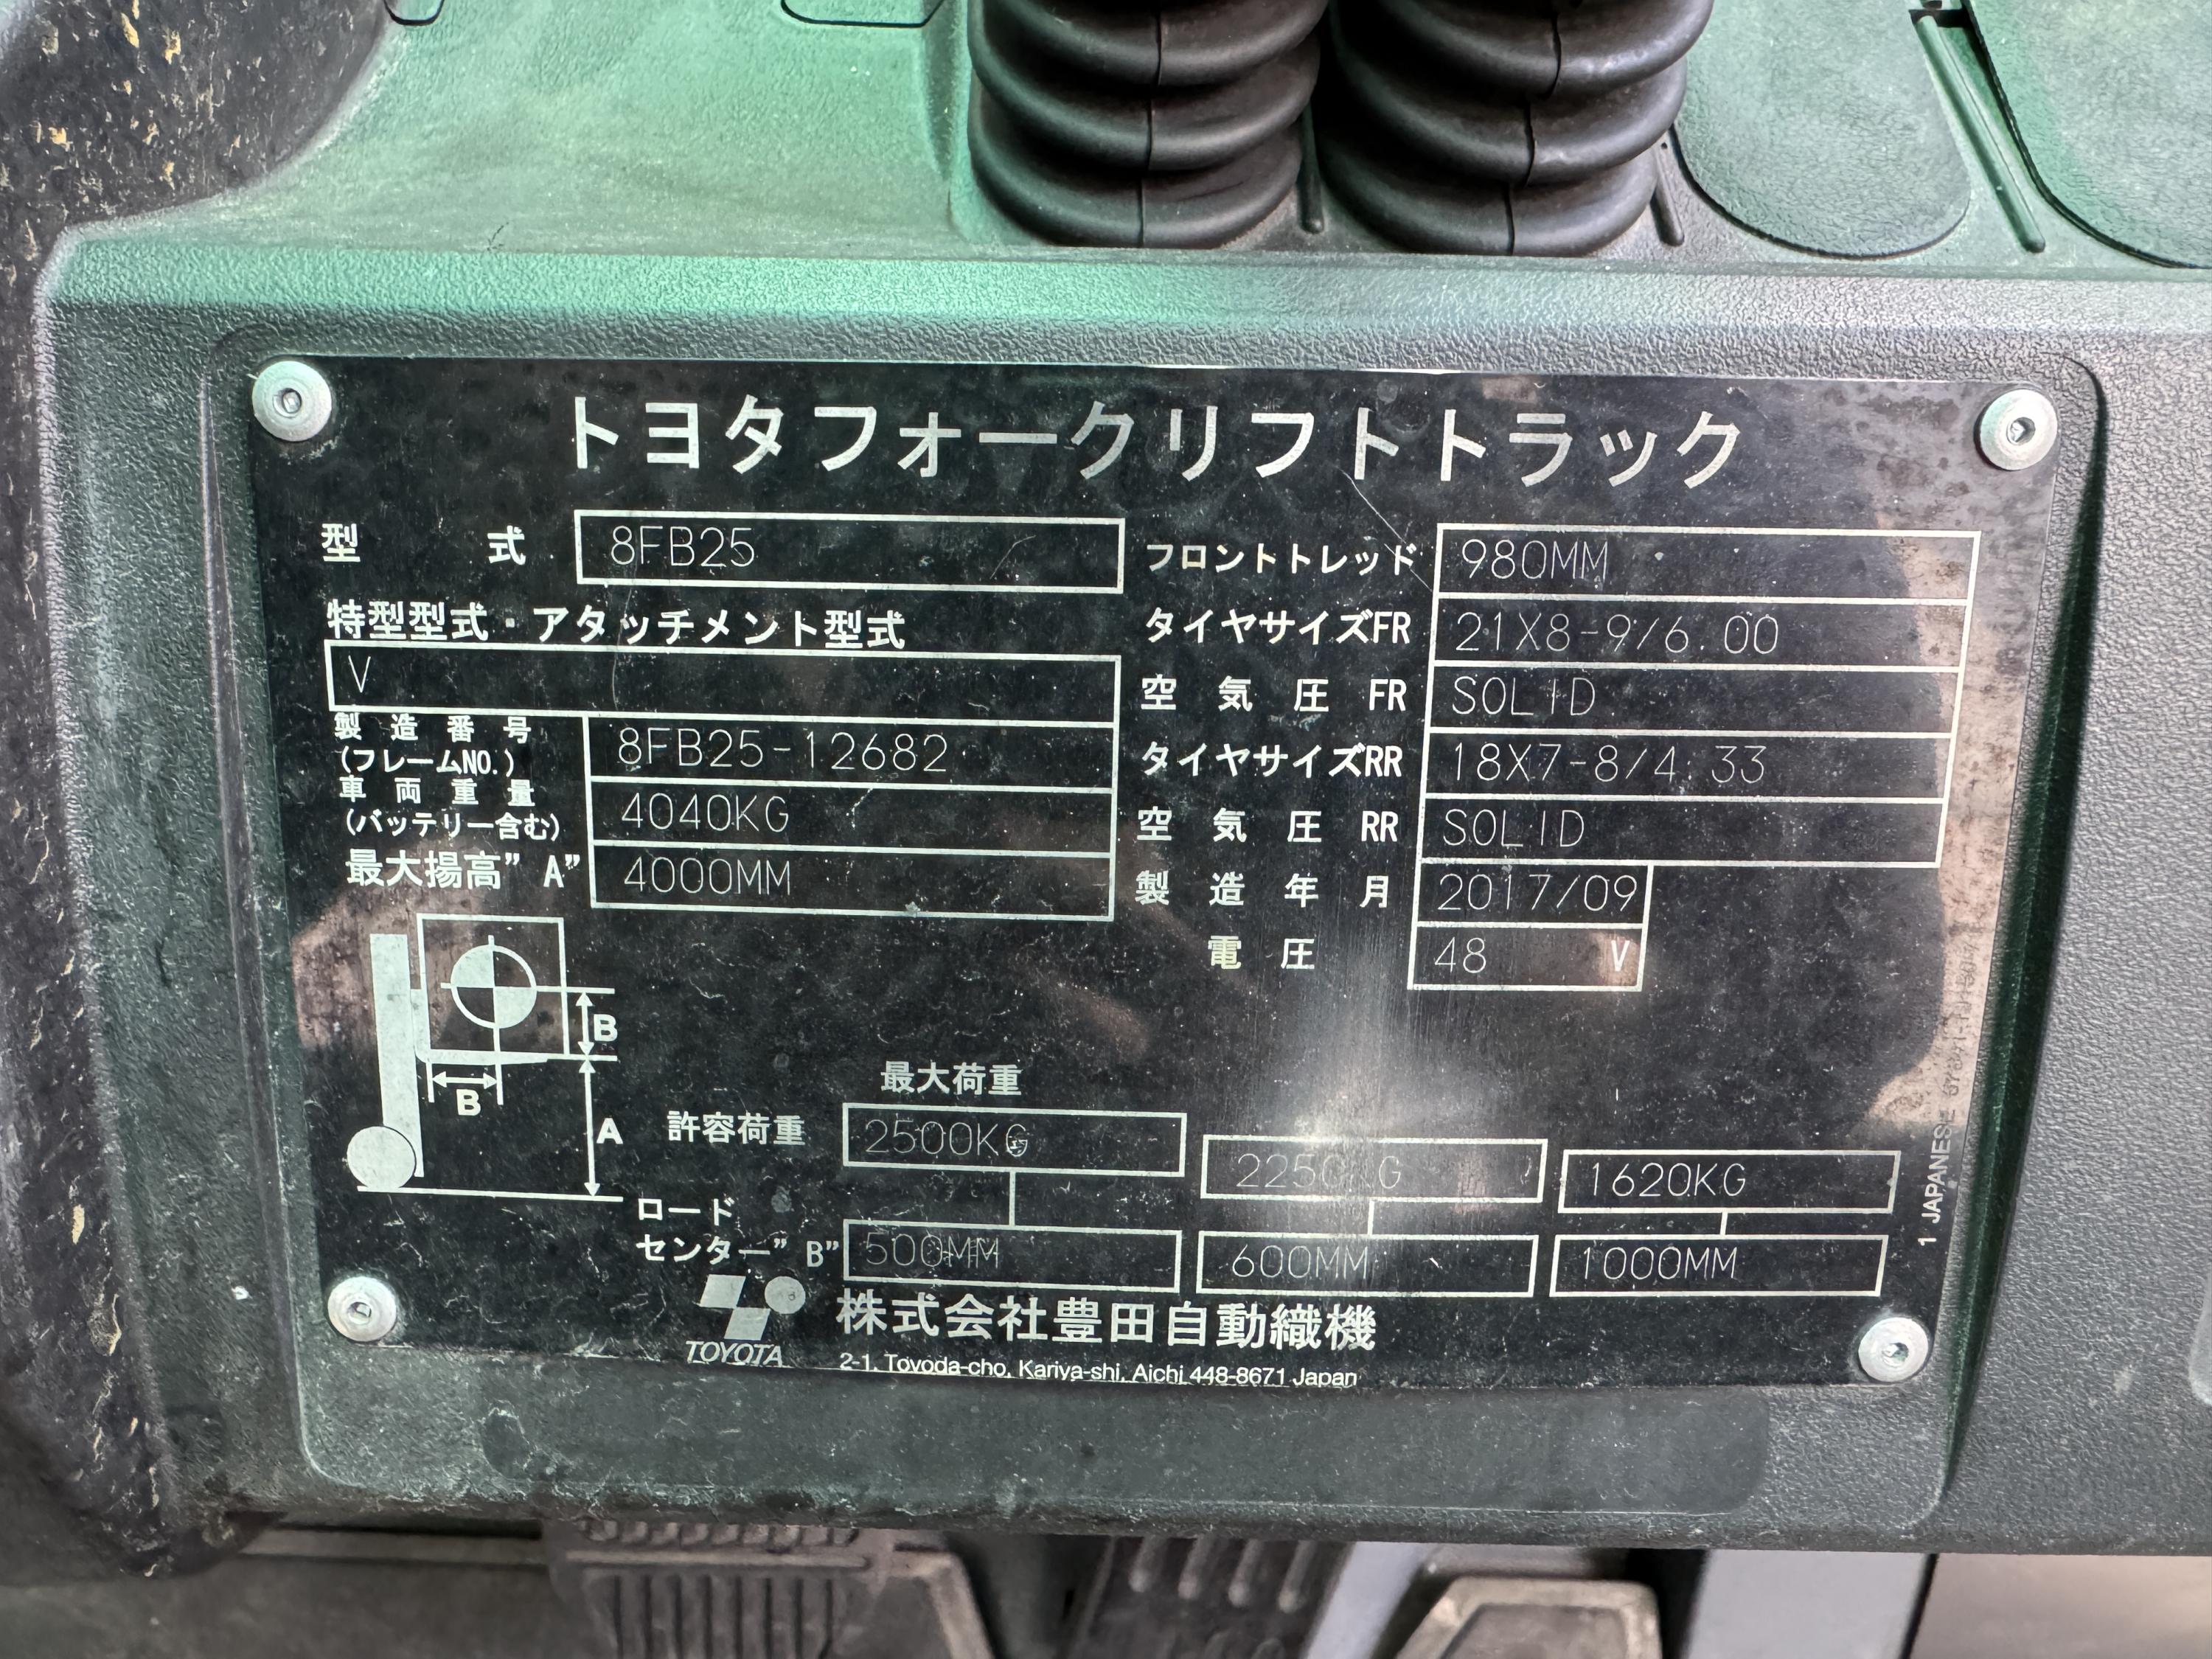 トヨタフォークリフトトラック
型式 8FB25
特型型式・アタッチメント型式
V
製造番号
(フレームNO.) 8FB25-12682
車両重量
(バッテリー含む) 4040KG
最大揚高"A" 4000MM
フロントトレッド 980MM
タイヤサイズFR 21X8-9/6.00
空気圧 FR SOLID
タイヤサイズRR 18X7-8/4.33
空気圧 RR SOLID
製造年月 2017/09
電圧 48 V
B
B
A
最大荷重
許容荷重 2500KG 2250KG 1620KG
ロード
センター"B" 500MM 600MM 1000MM
TOYOTA
株式会社豊田自動織機
2-1, Toyoda-cho, Kariya-shi, Aichi 448-8671 Japan
1 JAPANESE